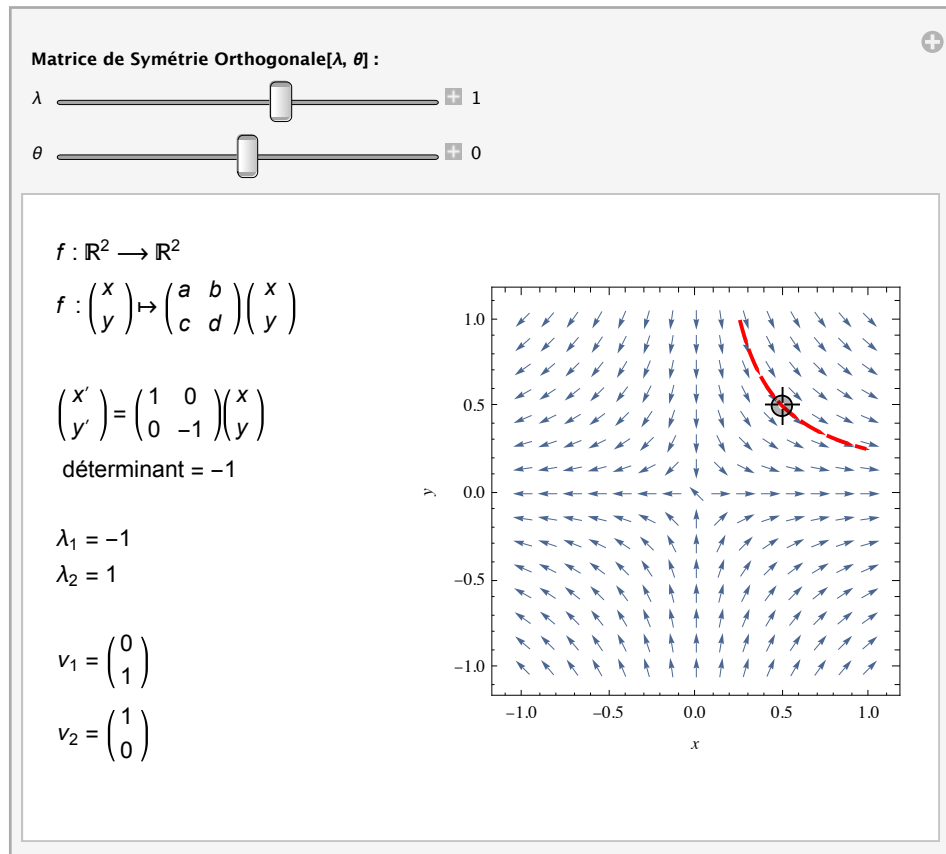 Matrice de Symétrie Orthogonale[λ, θ] :
λ 1
θ 0
f : ℝ² ⟶ ℝ²
f : (x y) ↦ (a b c d) (x y)
(x′ y′) = (1 0 0 −1) (x y)
déterminant = −1
λ₁ = −1
λ₂ = 1
v₁ = (0 1)
v₂ = (1 0)
1.0
0.5
0.0
−0.5
−1.0
y
−1.0 −0.5 0.0 0.5 1.0
x